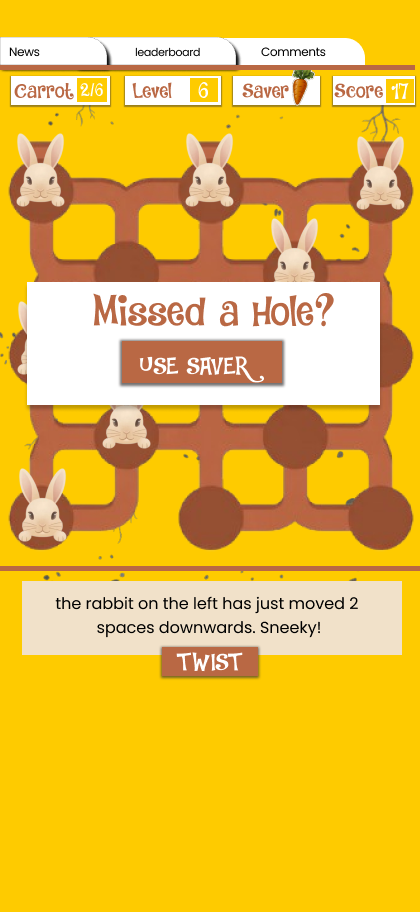 News leaderboard Comments
Carrot 2/6 Level 6 Saver Score 17
Missed a Hole?
USE SAVER
the rabbit on the left has just moved 2
spaces downwards. Sneeky!
TWIST